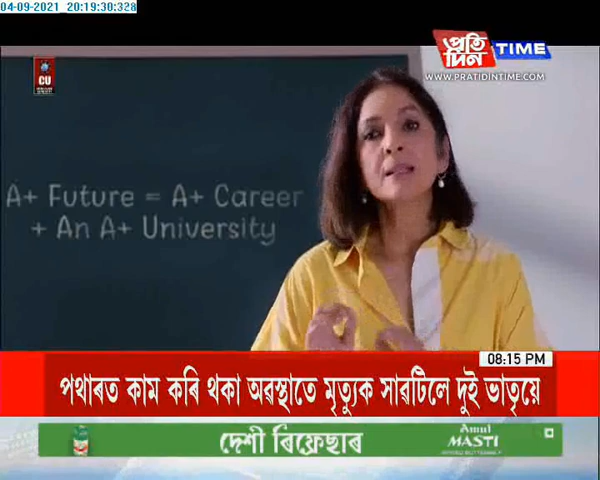 04-09-2021 20:19:30:328
প্ৰতিদিন TIME
WWW.PRATIDINTIME.COM
CU
A+ Future = A+ Career
+ An A+ University
08:15 PM
পথাৰত কাম কৰি থকা অৱস্থাতে মৃত্যুক সাৱটিলে দুই ভাতৃয়ে
দেশী ৰিফ্ৰেছাৰ
Amul
MASTI